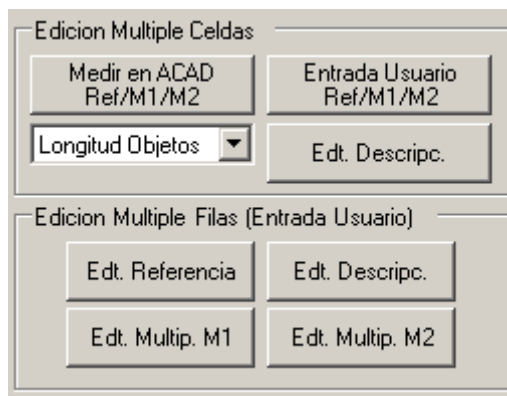 Edicion Multiple Celdas
Medir en ACAD
Ref/M1/M2
Entrada Usuario
Ref/M1/M2
Longitud Objetos
Edt. Descripc.
Edicion Multiple Filas (Entrada Usuario)
Edt. Referencia
Edt. Descripc.
Edt. Multip. M1
Edt. Multip. M2